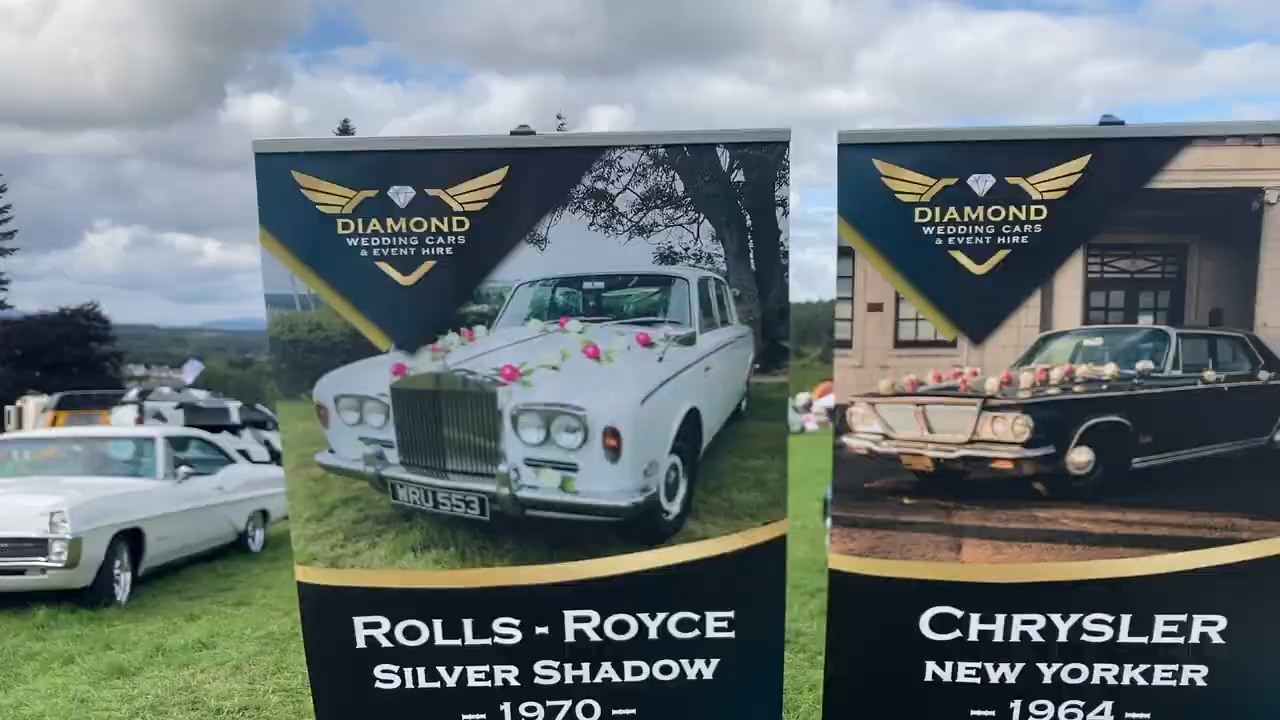 DIAMOND
WEDDING CARS
& EVENT HIRE
WRU 553
ROLLS - ROYCE
SILVER SHADOW
- 1970 -
DIAMOND
WEDDING CARS
& EVENT HIRE
CHRYSLER
NEW YORKER
- 1964 -